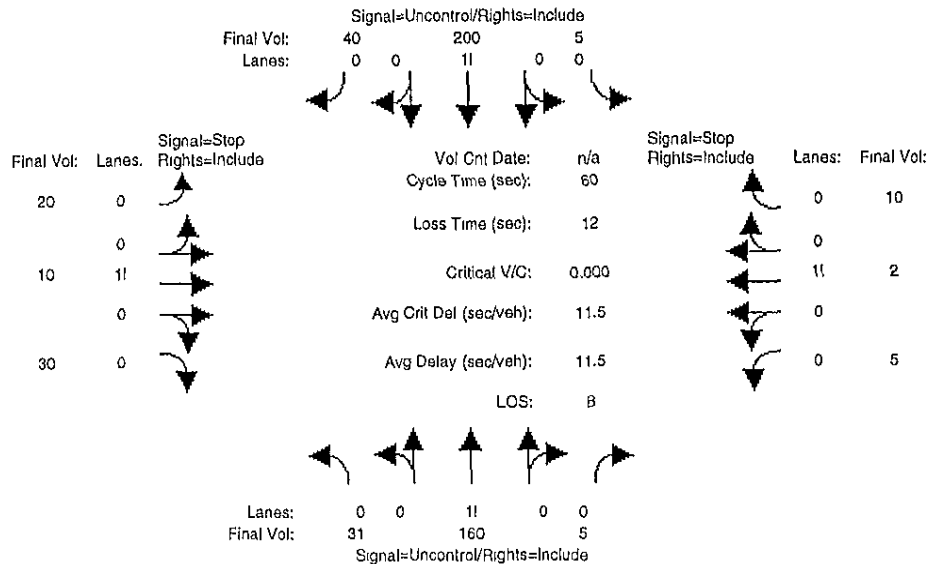 Signal=Uncontrol/Rights=Include
Final Vol: 40 200 5
Lanes: 0 0 1! 0 0
Signal=Stop
Final Vol: Lanes. Rights=Include
20 0
0
10 1!
0
30 0
Vol Cnt Date: n/a
Cycle Time (sec): 60
Loss Time (sec): 12
Critical V/C: 0.000
Avg Crit Del (sec/veh): 11.5
Avg Delay (sec/veh): 11.5
LOS: B
Signal=Stop
Rights=Include Lanes: Final Vol:
0 10
0
1! 2
0
0 5
Lanes: 0 0 1! 0 0
Final Vol: 31 160 5
Signal=Uncontrol/Rights=Include